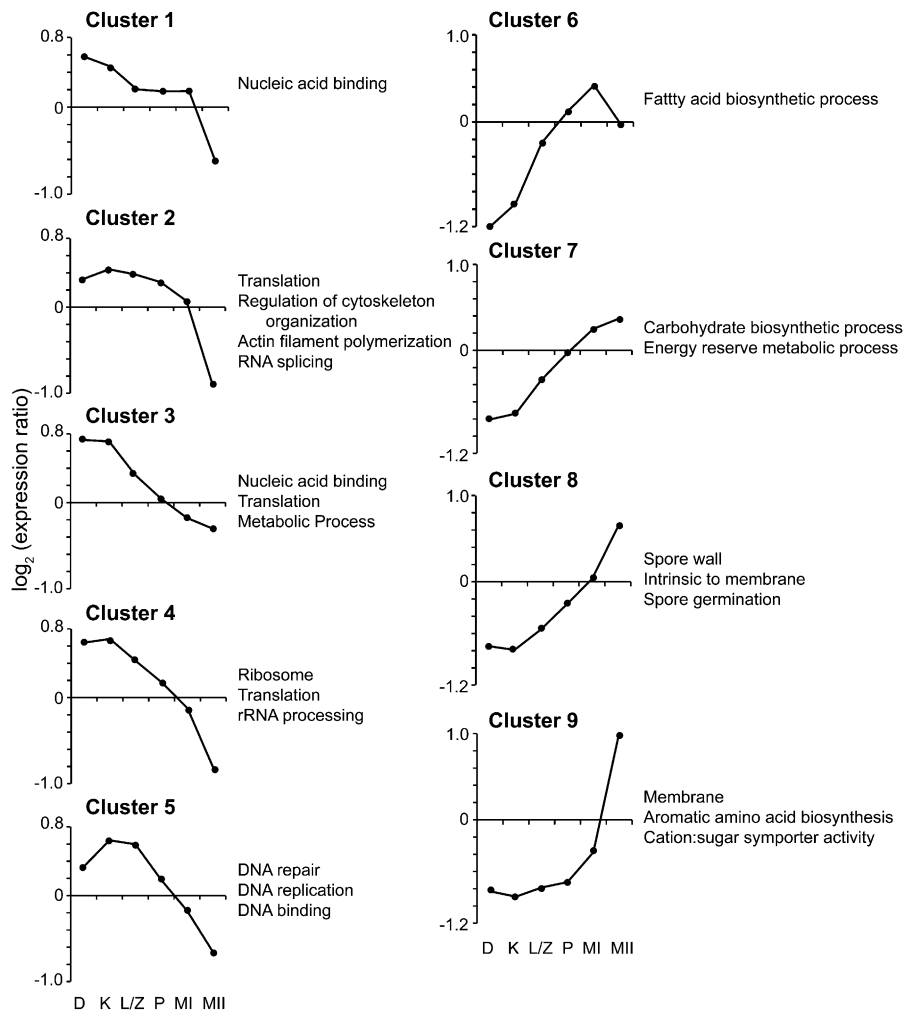 Cluster 1
0.8
0
-1.0
Nucleic acid binding
Cluster 2
0.8
0
-1.0
Translation
Regulation of cytoskeleton
organization
Actin filament polymerization
RNA splicing
Cluster 3
0.8
0
-1.0
Nucleic acid binding
Translation
Metabolic Process
log2 (expression ratio)
Cluster 4
0.8
0
-1.0
Ribosome
Translation
rRNA processing
Cluster 5
0.8
0
-1.0
DNA repair
DNA replication
DNA binding
D K L/Z P MI MII
Cluster 6
1.0
0
-1.2
Fattty acid biosynthetic process
Cluster 7
1.0
0
-1.2
Carbohydrate biosynthetic process
Energy reserve metabolic process
Cluster 8
1.0
0
-1.2
Spore wall
Intrinsic to membrane
Spore germination
Cluster 9
1.0
0
-1.2
Membrane
Aromatic amino acid biosynthesis
Cation:sugar symporter activity
D K L/Z P MI MII